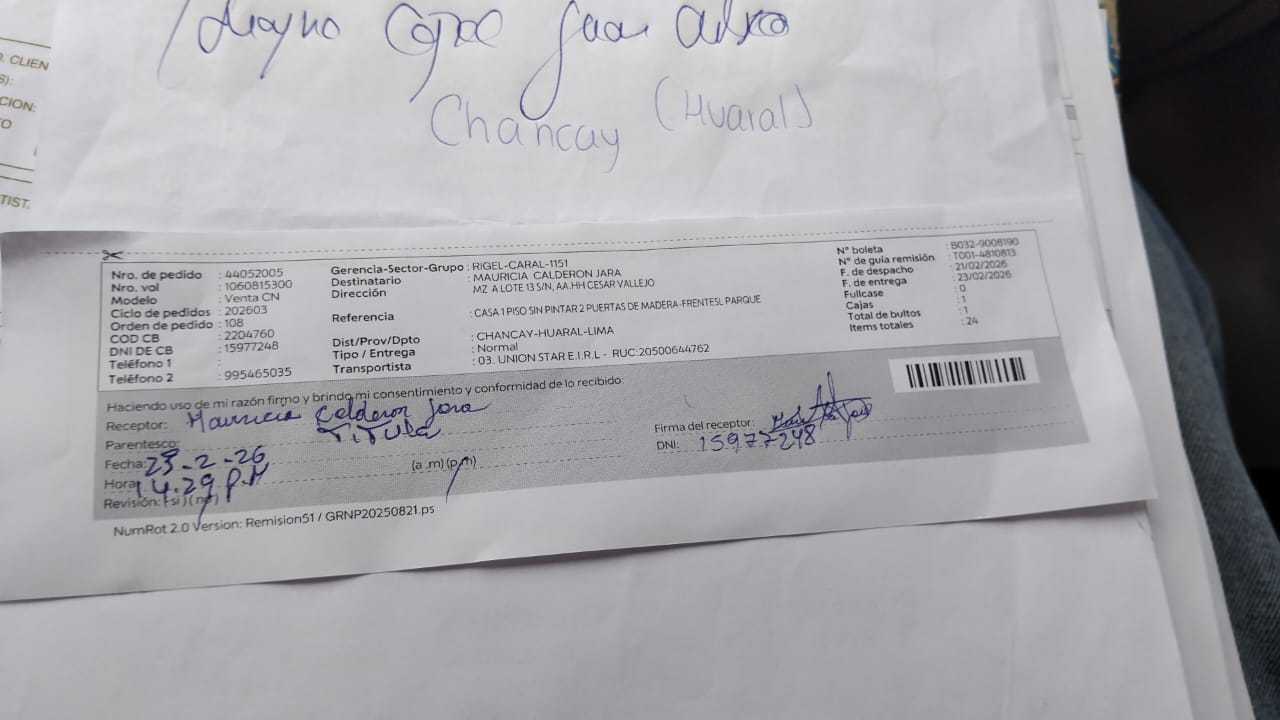 Copae Juan
Chancay (Huaral)
. CLIEN
S):
CION:
TO
TIST.
Nro. de pedido : 44052005
Nro. vol : 1060815300
Modelo : Venta CN
Ciclo de pedidos : 202603
Orden de pedido : 108
COD CB : 2204760
DNI DE CB : 15977248
Teléfono 1 :
Teléfono 2 : 995465035
Gerencia-Sector-Grupo : RIGEL-CARAL-1151
Destinatario : MAURICIA CALDERON JARA
Dirección MZ A LOTE 13 S/N, AA.HH CESAR VALLEJO
Referencia : CASA 1 PISO SIN PINTAR 2 PUERTAS DE MADERA-FRENTESL PARQUE
Dist/Prov/Dpto : CHANCAY-HUARAL-LIMA
Tipo / Entrega : Normal
Transportista : 03. UNION STAR E.I.R.L - RUC:20500644762
N° boleta : B032-9008190
N° de guía remisión : T001-4810813
F. de despacho : 21/02/2026
F. de entrega : 23/02/2026
Fullcase : 0
Cajas : 1
Total de bultos : 1
Items totales : 24
Haciendo uso de mi razón firmo y brindo mi consentimiento y conformidad de lo recibido:
Receptor: Mauricia Calderon Jara
Parentesco: Titula
Fecha: 23-2-26
Hora: 14.29 P.M (a .m) (p.m)
Revisión: ( si ) ( no )
Firma del receptor:
DNI: 15977248
NumRot 2.0 Version: Remision51 / GRNP20250821.ps